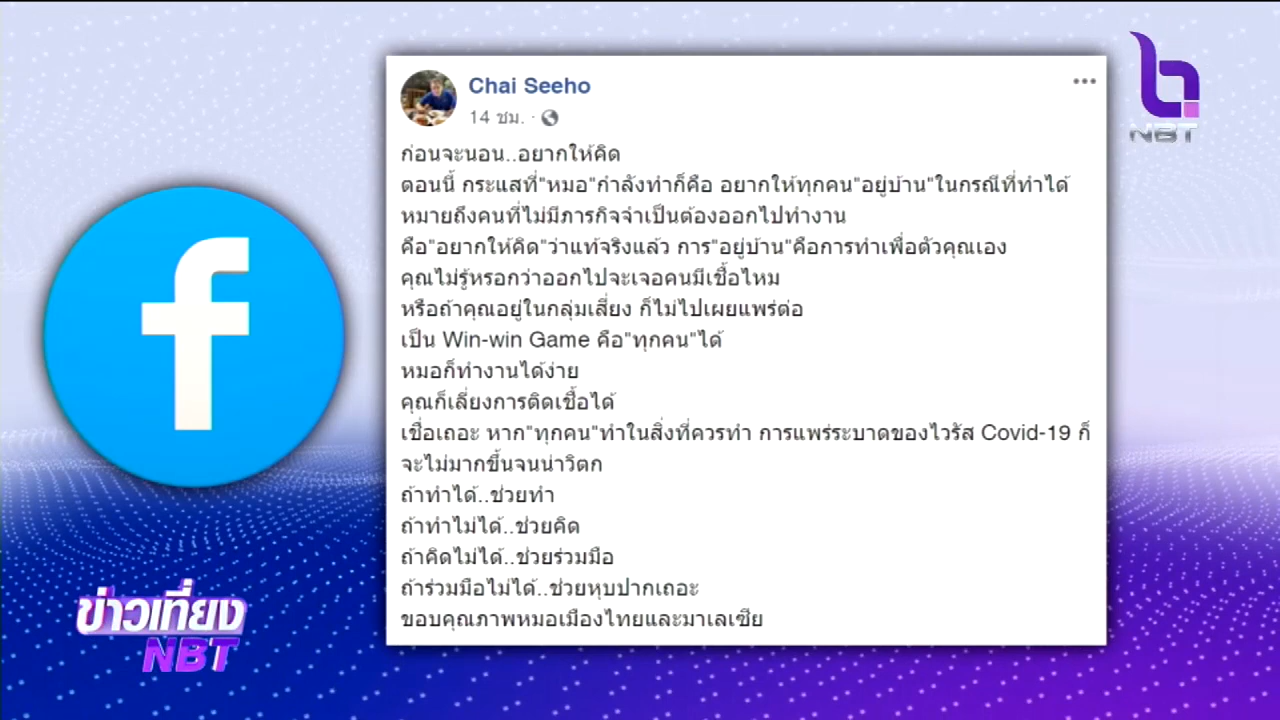 Chai Seeho
14 ชม.
ก่อนจะนอน..อยากให้คิด
ตอนนี้ กระแสที่"หมอ"กำลังทำก็คือ อยากให้ทุกคน"อยู่บ้าน"ในกรณีที่ทำได้
หมายถึงคนที่ไม่มีภารกิจจำเป็นต้องออกไปทำงาน
คือ"อยากให้คิด"ว่าแท้จริงแล้ว การ"อยู่บ้าน"คือการทำเพื่อตัวคุณเอง
คุณไม่รู้หรอกว่าออกไปจะเจอคนมีเชื้อไหม
หรือถ้าคุณอยู่ในกลุ่มเสี่ยง ก็ไม่ไปเผยแพร่ต่อ
เป็น Win-win Game คือ"ทุกคน"ได้
หมอก็ทำงานได้ง่าย
คุณก็เลี่ยงการติดเชื้อได้
เชื่อเถอะ หาก"ทุกคน"ทำในสิ่งที่ควรทำ การแพร่ระบาดของไวรัส Covid-19 ก็
จะไม่มากขึ้นจนน่าวิตก
ถ้าทำได้..ช่วยทำ
ถ้าทำไม่ได้..ช่วยคิด
ถ้าคิดไม่ได้..ช่วยร่วมมือ
ถ้าร่วมมือไม่ได้..ช่วยหุบปากเถอะ
ขอบคุณภาพหมอเมืองไทยและมาเลเซีย
NBT
ข่าวเที่ยง
NBT